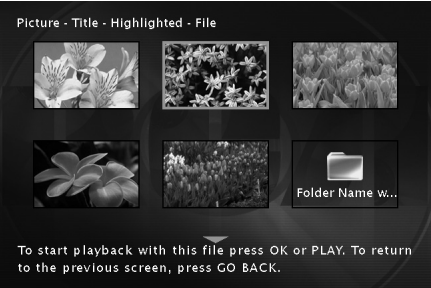 Picture - Title - Highlighted - File
Folder Name w...
To start playback with this file press OK or PLAY. To return
to the previous screen, press GO BACK.